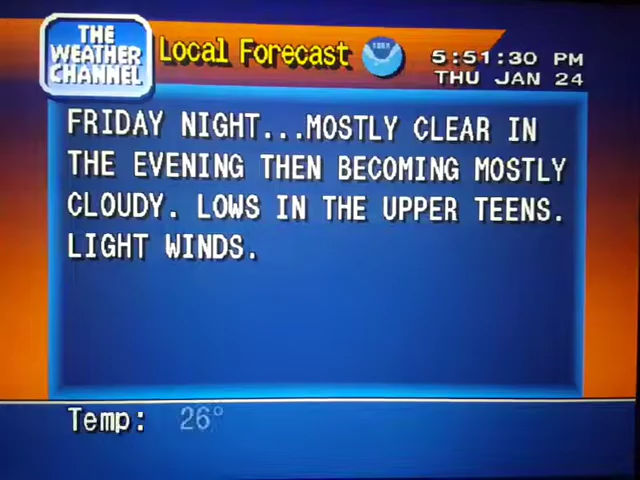 THE
WEATHER
CHANNEL
Local Forecast
NOAA
5:51:30 PM
THU JAN 24
FRIDAY NIGHT...MOSTLY CLEAR IN
THE EVENING THEN BECOMING MOSTLY
CLOUDY. LOWS IN THE UPPER TEENS.
LIGHT WINDS.
Temp: 26°